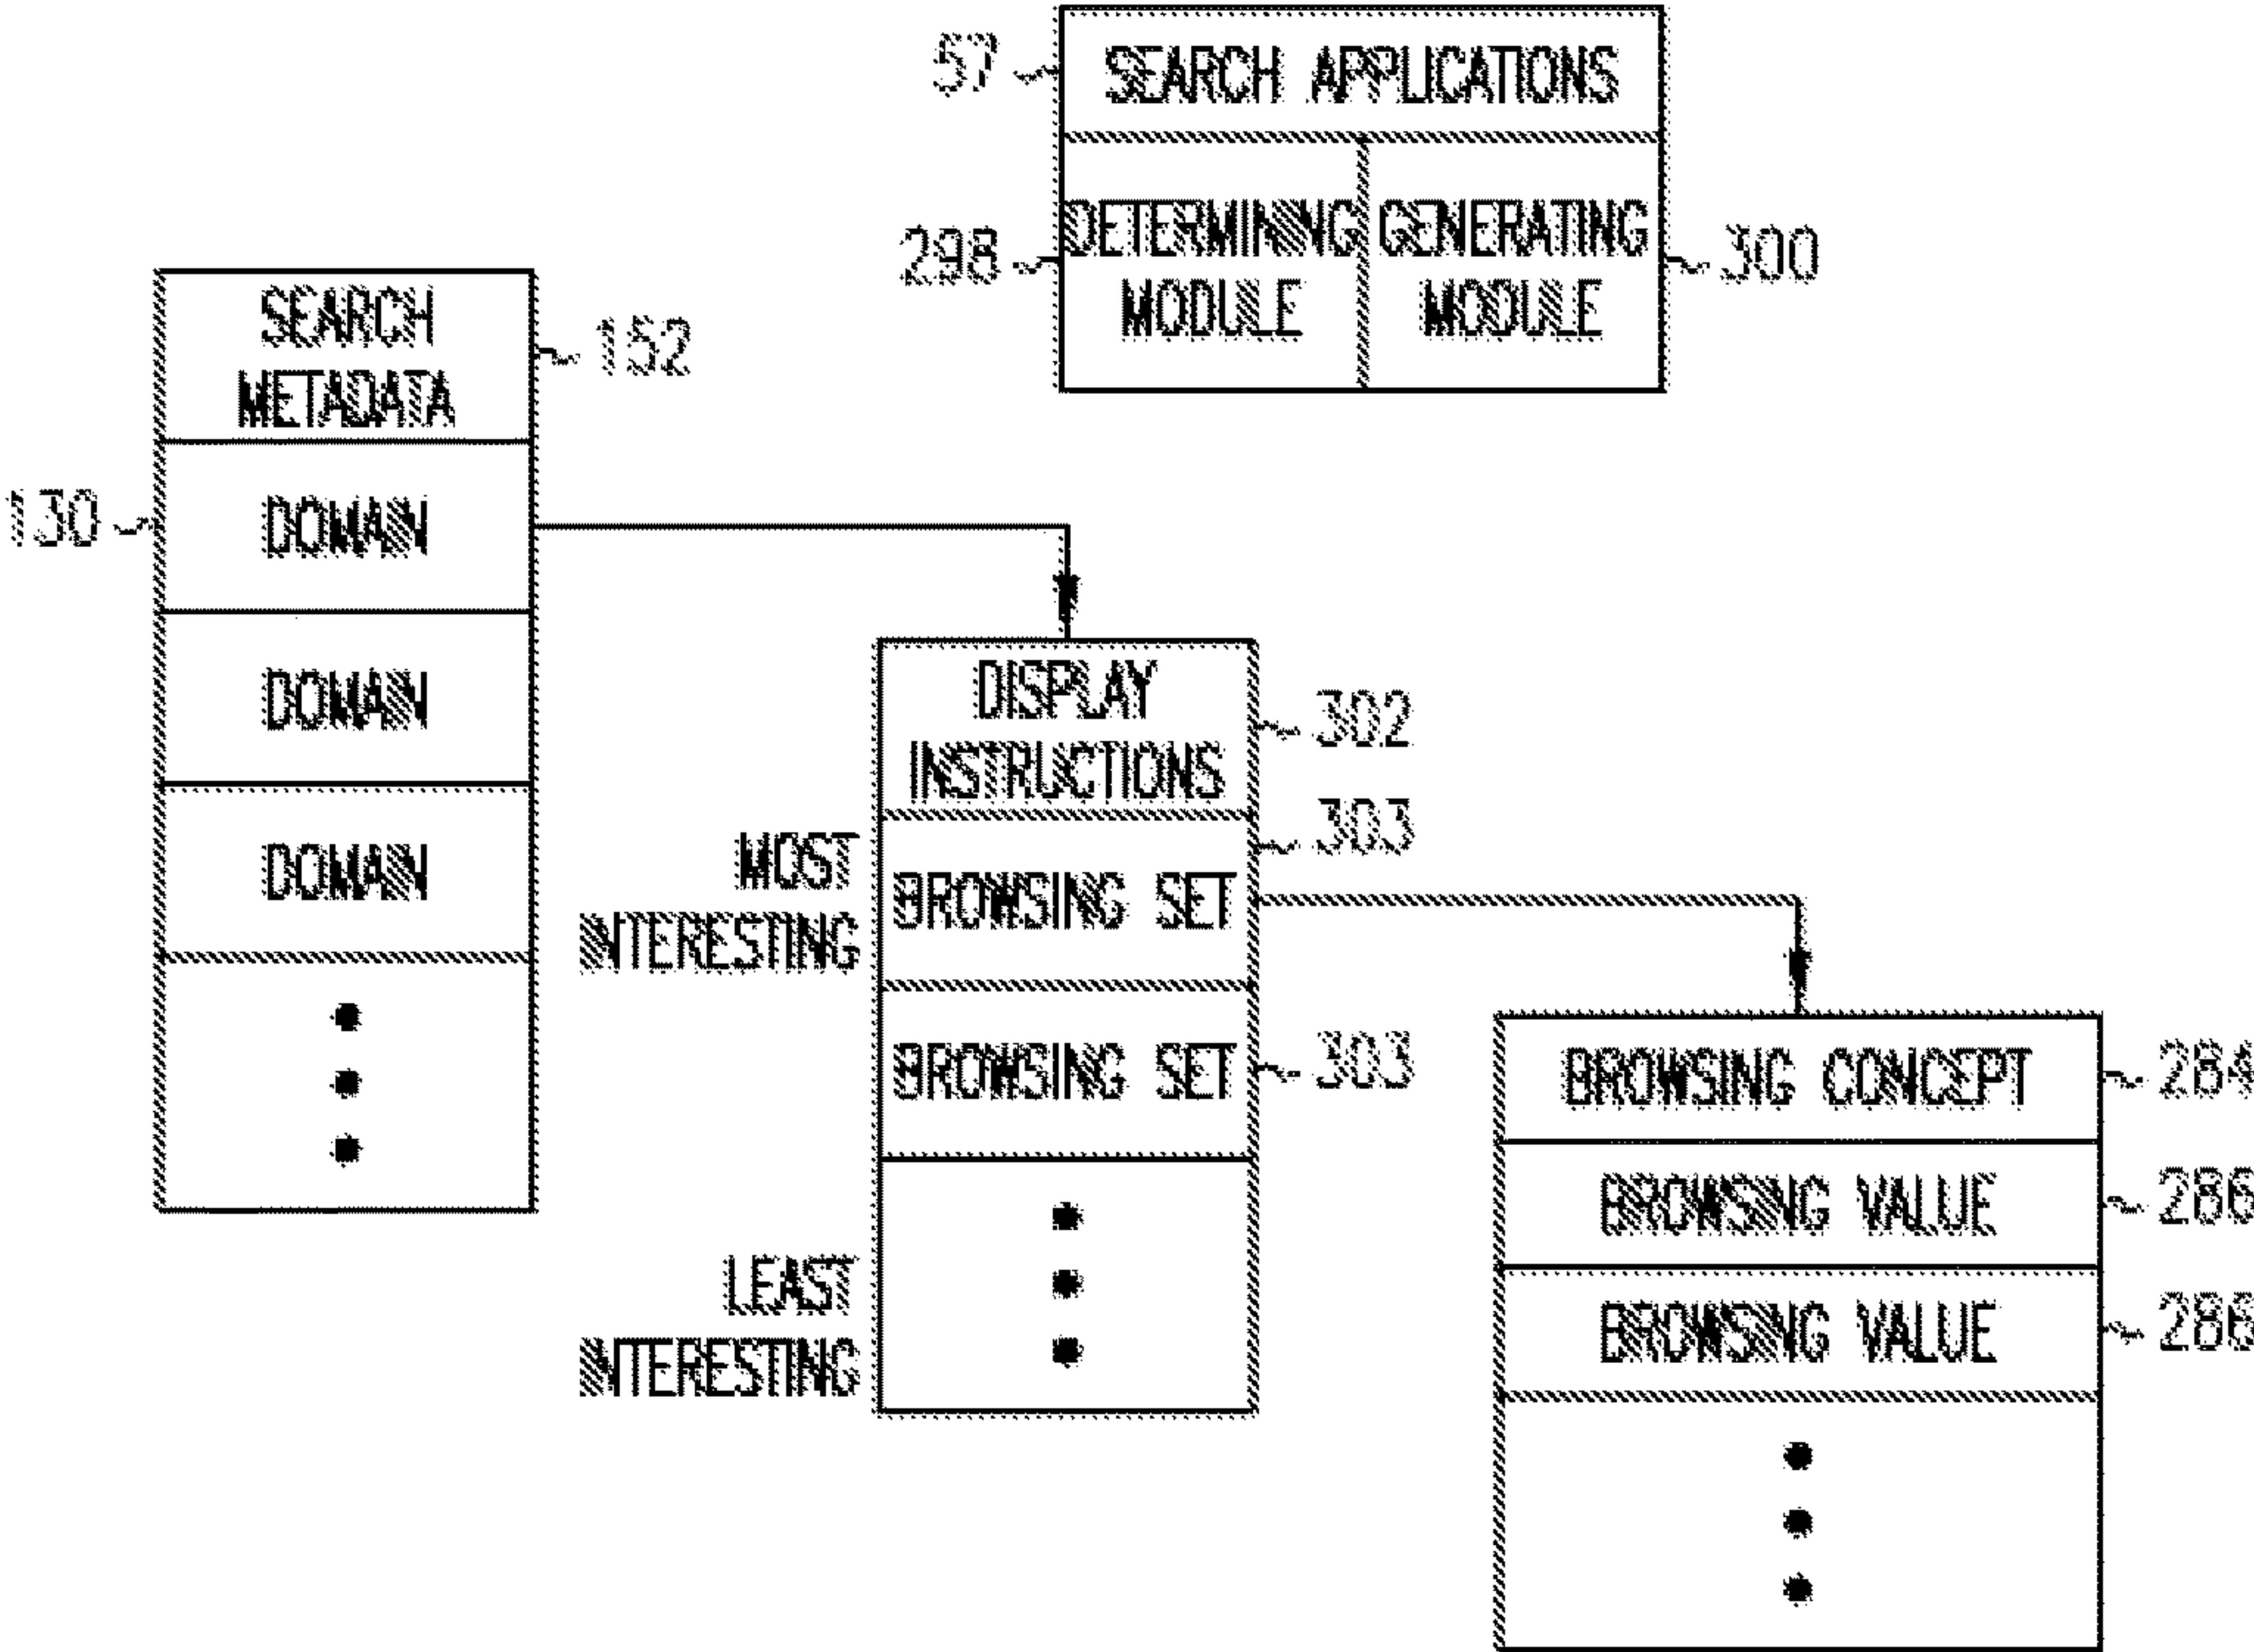 57
SEARCH APPLICATIONS
DETERMINING MODULE
298
GENERATING MODULE
300
SEARCH
METADATA
152
130
DOMAIN
DOMAIN
DOMAIN
DISPLAY
INSTRUCTIONS
302
303
MOST
INTERESTING
BROWSING SET
BROWSING SET
303
LEAST
INTERESTING
BROWSING CONCEPT
284
BROWSING VALUE
286
BROWSING VALUE
286